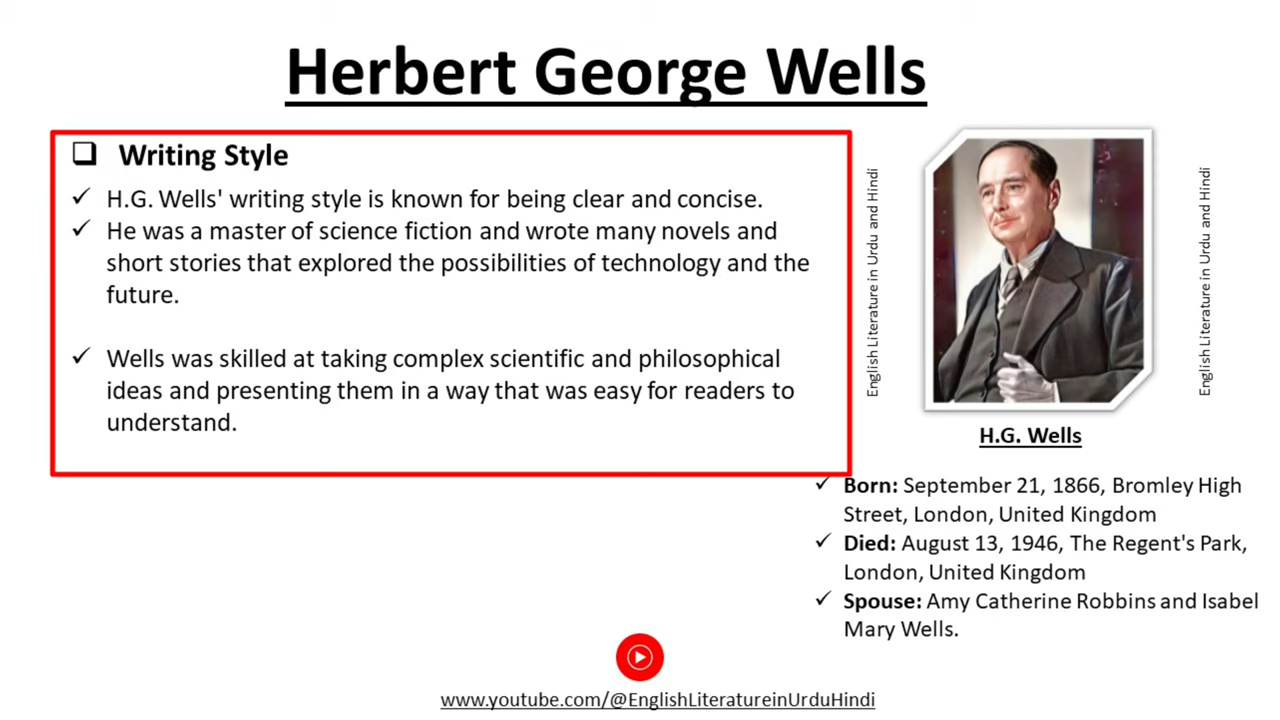 Herbert George Wells
Writing Style
H.G. Wells' writing style is known for being clear and concise.
He was a master of science fiction and wrote many novels and
short stories that explored the possibilities of technology and the
future.
Wells was skilled at taking complex scientific and philosophical
ideas and presenting them in a way that was easy for readers to
understand.
English Literature in Urdu and Hindi
English Literature in Urdu and Hindi
H.G. Wells
Born: September 21, 1866, Bromley High
Street, London, United Kingdom
Died: August 13, 1946, The Regent's Park,
London, United Kingdom
Spouse: Amy Catherine Robbins and Isabel
Mary Wells.
www.youtube.com/@EnglishLiteratureinUrduHindi